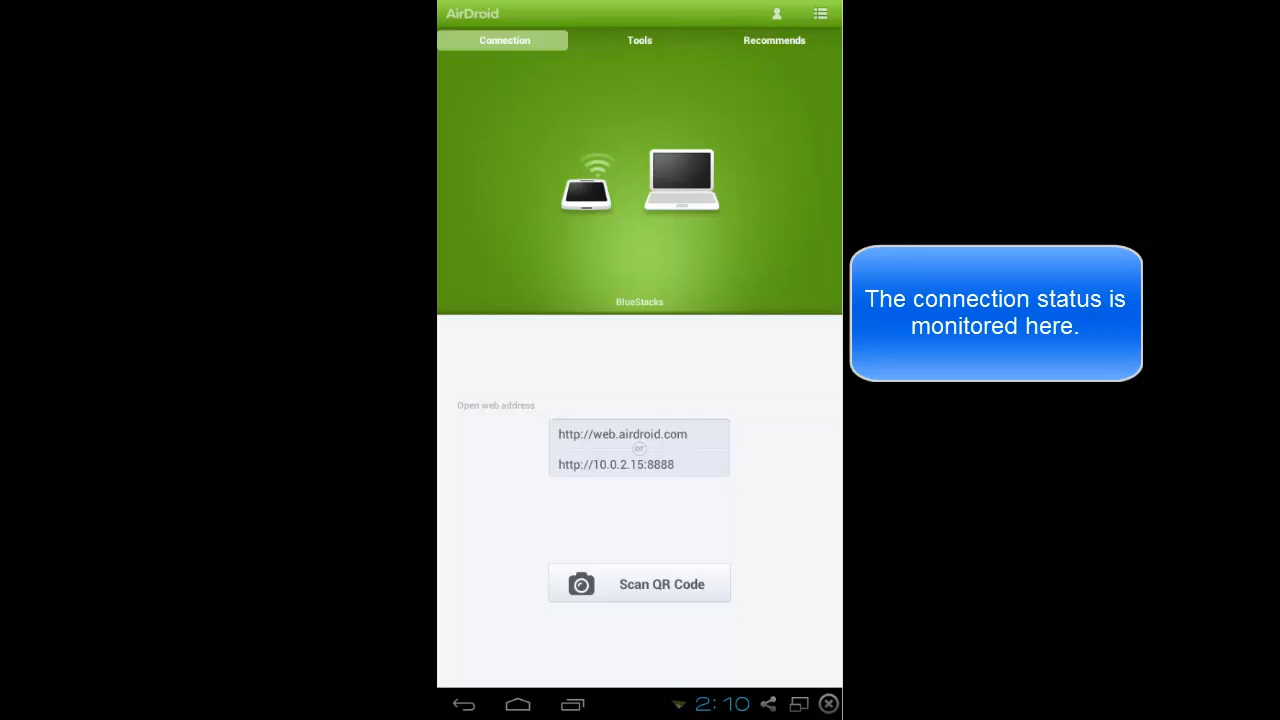 AirDroid
Connection
Tools
Recommends
BlueStacks
The connection status is
monitored here.
Open web address
http://web.airdroid.com
or
http://10.0.2.15:8888
Scan QR Code
2:10